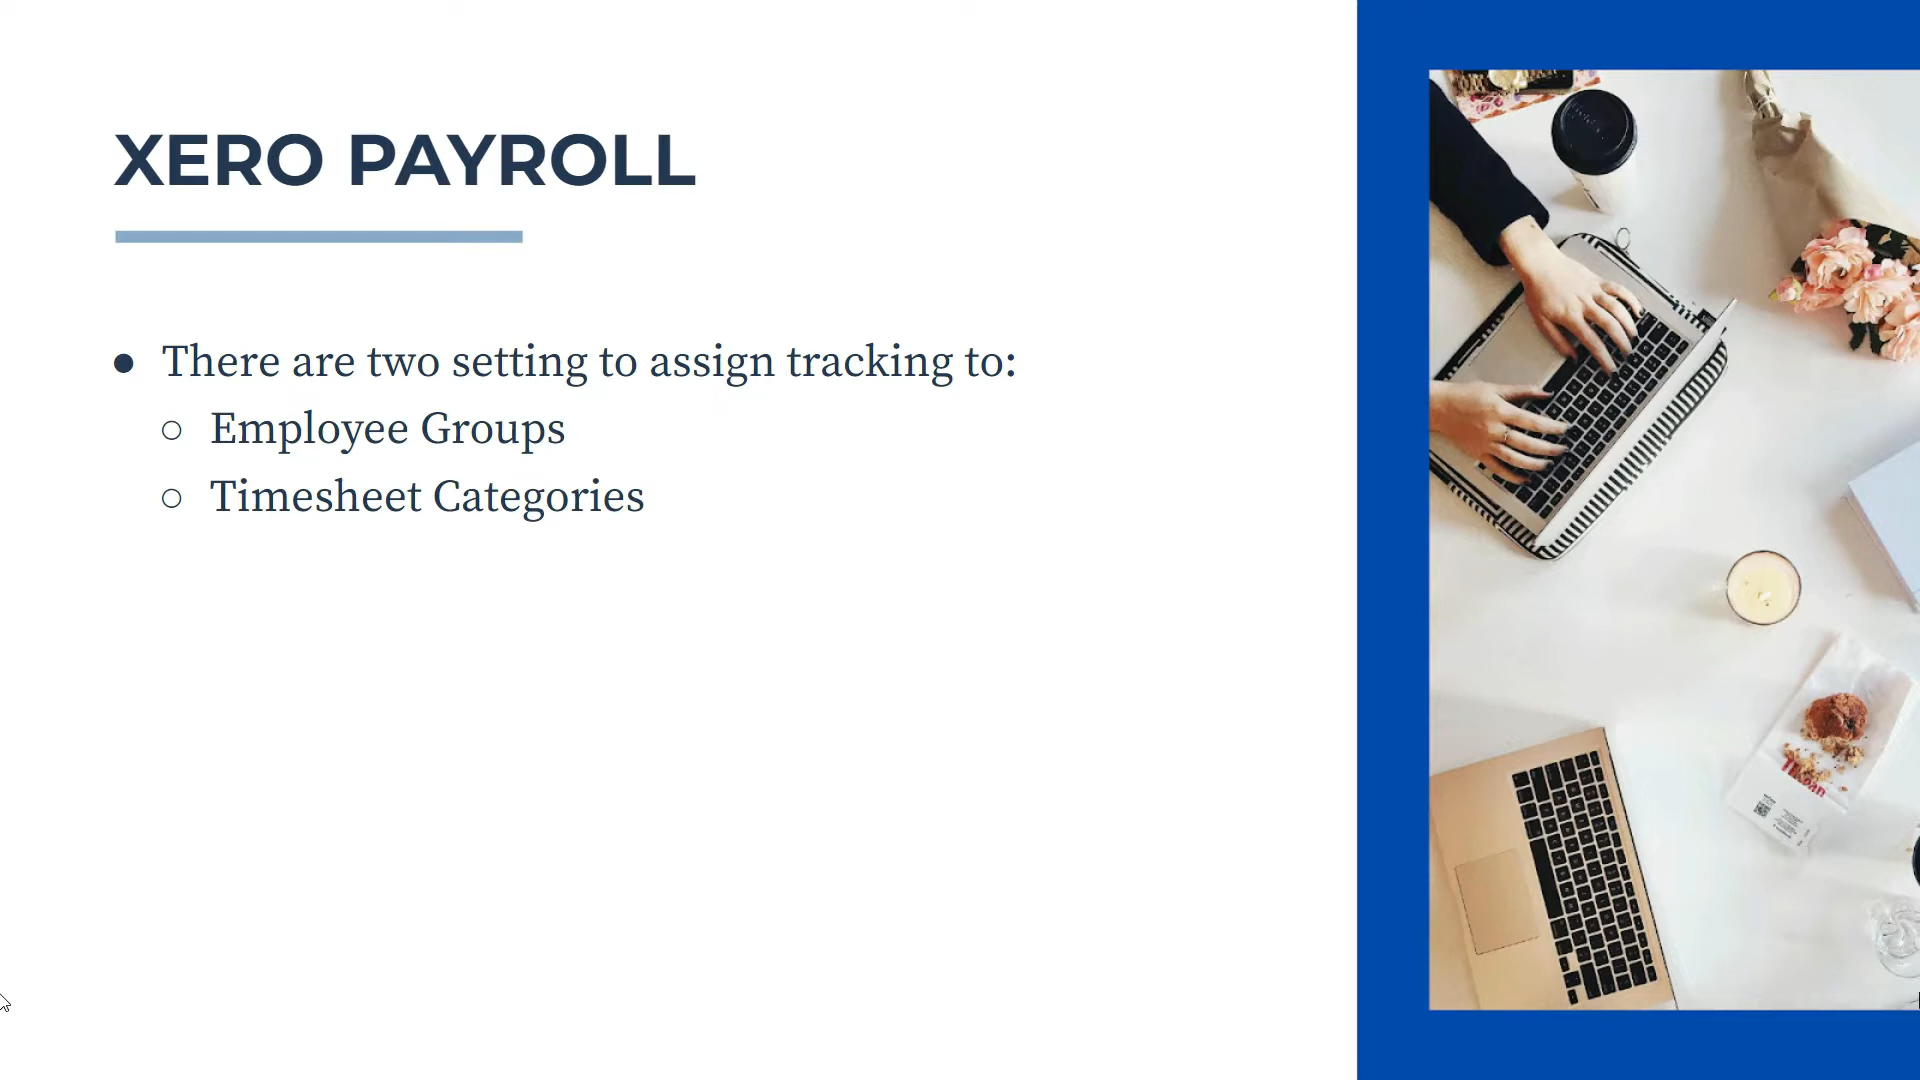 XERO PAYROLL
● There are two setting to assign tracking to:
○ Employee Groups
○ Timesheet Categories